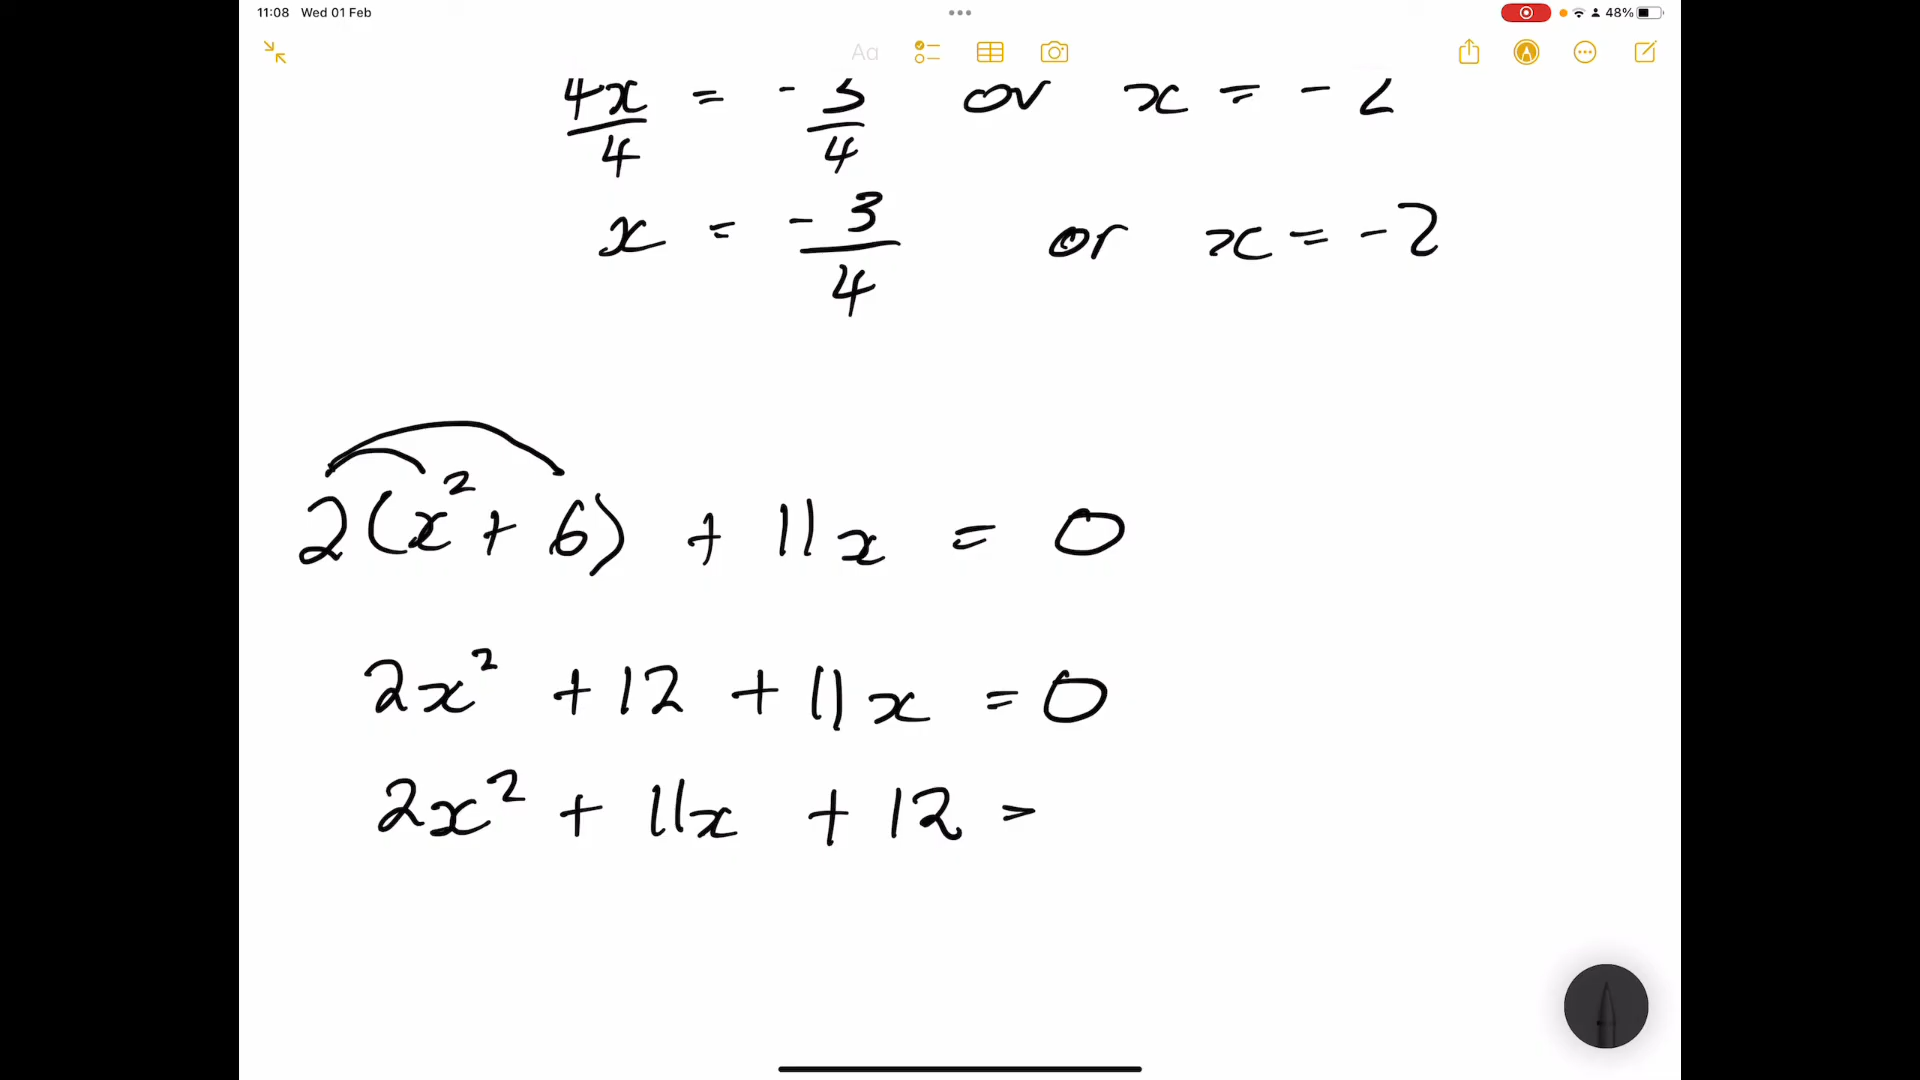 11:08 Wed 01 Feb
48%
Aa
4x/4 = -3/4 or x = -2
x = -3/4 or x = -2
2(x² + 6) + 11x = 0
2x² + 12 + 11x = 0
2x² + 11x + 12 =